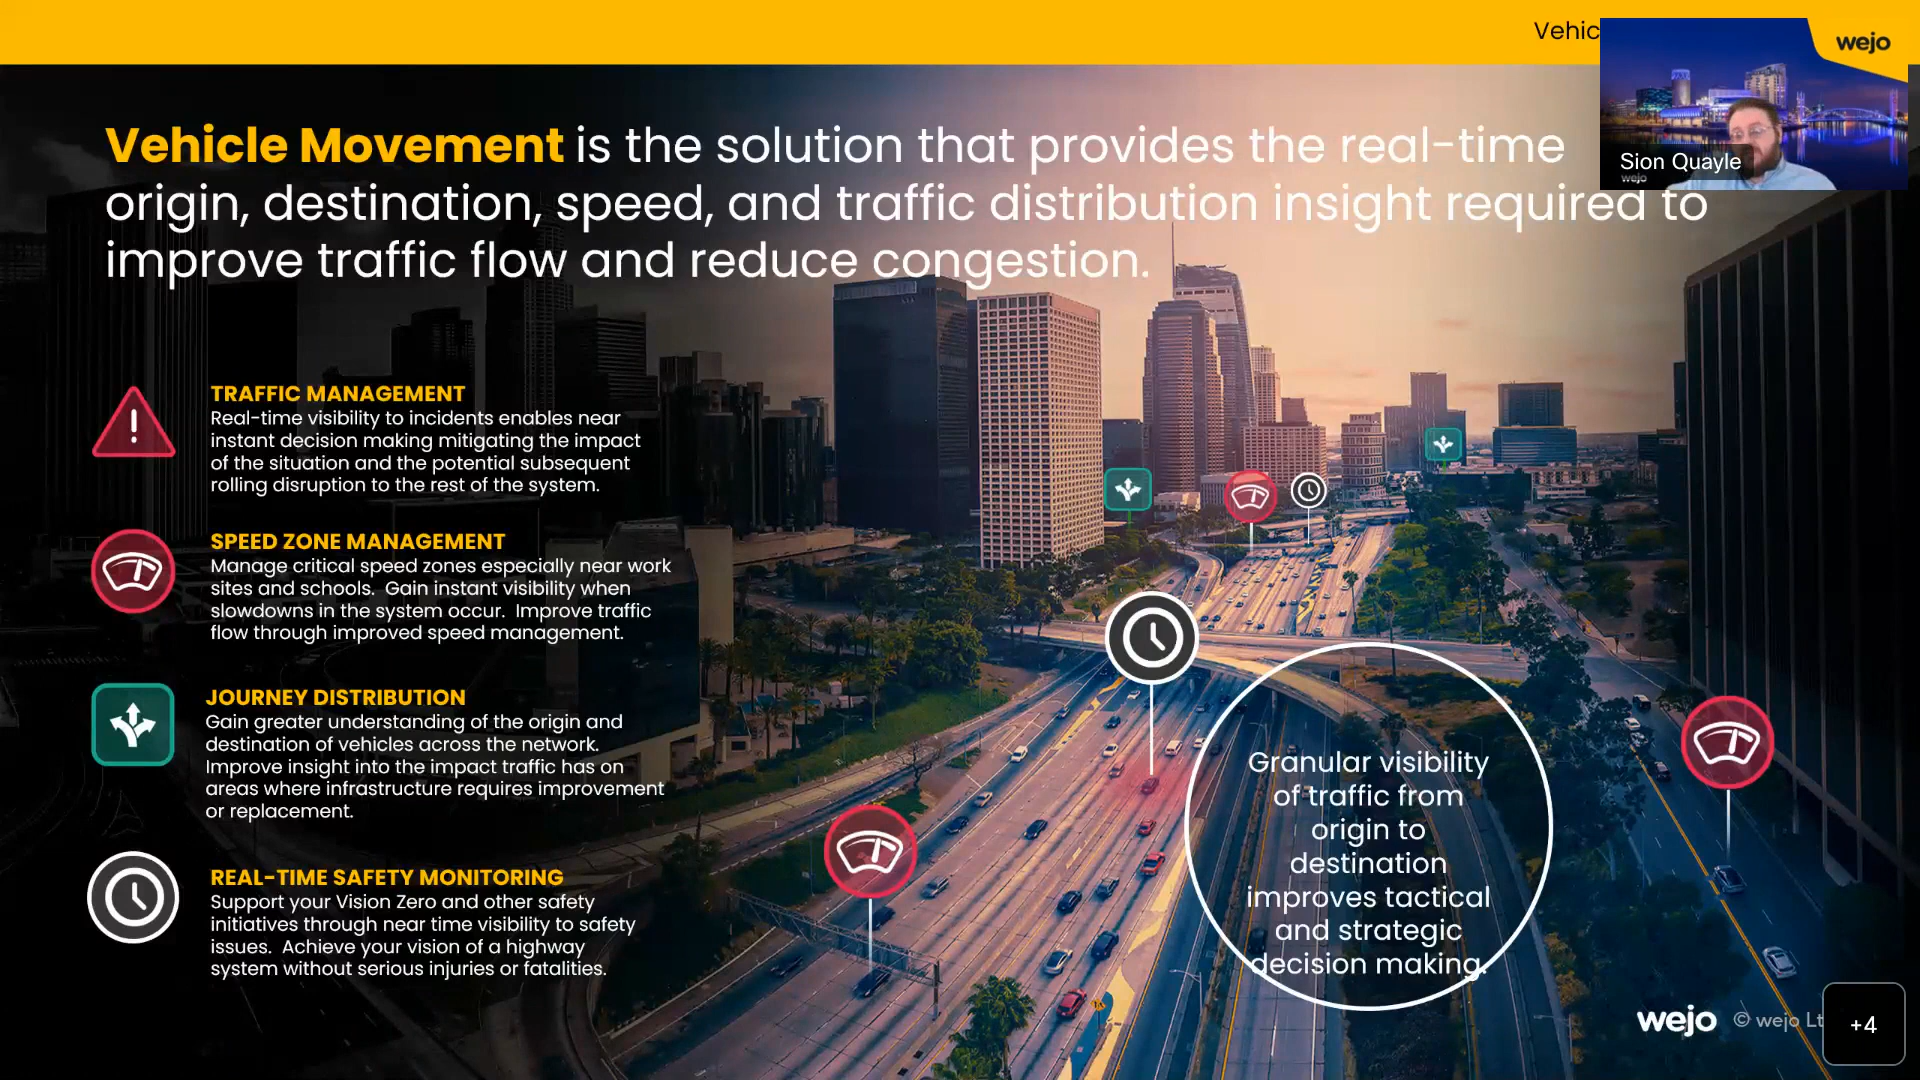 Vehic
wejo
Sion Quayle
wejo
Vehicle Movement is the solution that provides the real-time
origin, destination, speed, and traffic distribution insight required to
improve traffic flow and reduce congestion.
TRAFFIC MANAGEMENT
Real-time visibility to incidents enables near
instant decision making mitigating the impact
of the situation and the potential subsequent
rolling disruption to the rest of the system.
SPEED ZONE MANAGEMENT
Manage critical speed zones especially near work
sites and schools.  Gain instant visibility when
slowdowns in the system occur.  Improve traffic
flow through improved speed management.
JOURNEY DISTRIBUTION
Gain greater understanding of the origin and
destination of vehicles across the network.
Improve insight into the impact traffic has on
areas where infrastructure requires improvement
or replacement.
REAL-TIME SAFETY MONITORING
Support your Vision Zero and other safety
initiatives through near time visibility to safety
issues.  Achieve your vision of a highway
system without serious injuries or fatalities.
Granular visibility
of traffic from
origin to
destination
improves tactical
and strategic
decision making.
wejo © wejo Lt
+4